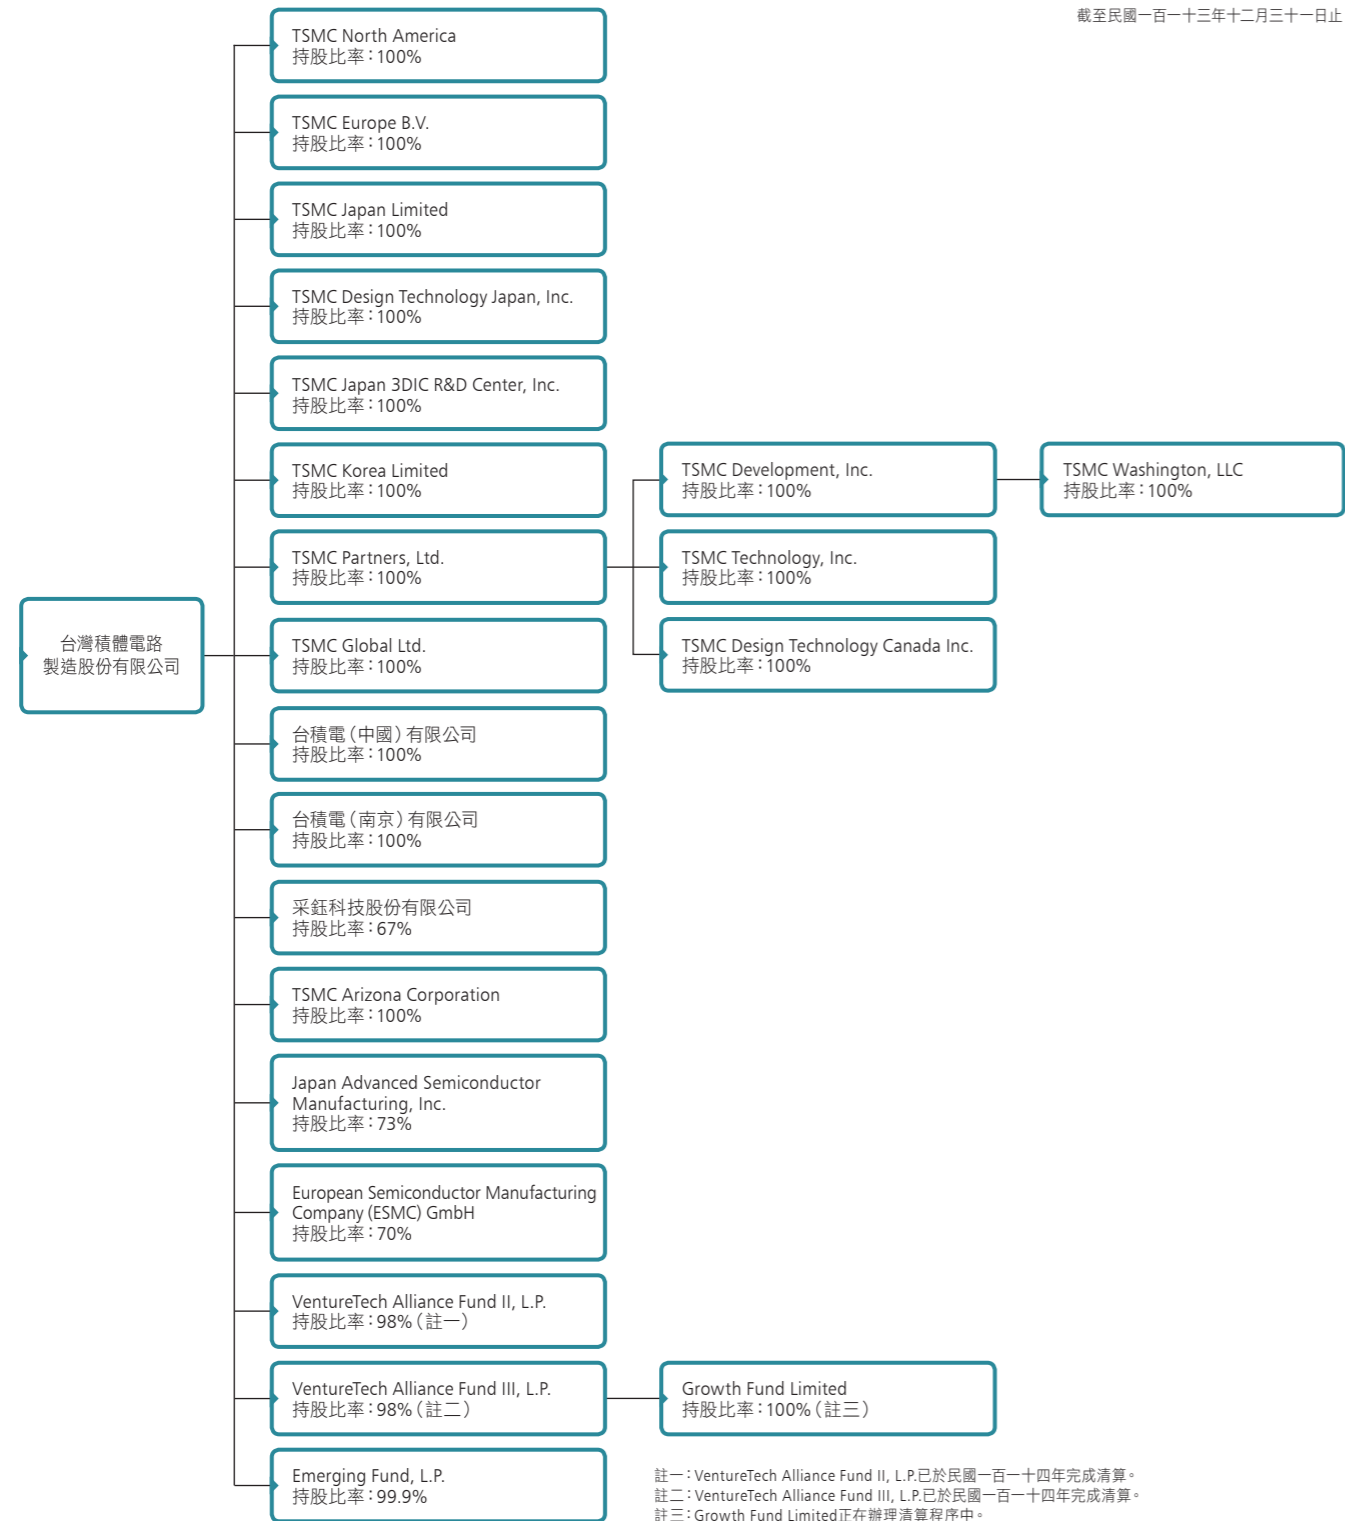 截至民國一百一十三年十二月三十一日止
台灣積體電路
製造股份有限公司
TSMC North America
持股比率：100%
TSMC Europe B.V.
持股比率：100%
TSMC Japan Limited
持股比率：100%
TSMC Design Technology Japan, Inc.
持股比率：100%
TSMC Japan 3DIC R&D Center, Inc.
持股比率：100%
TSMC Korea Limited
持股比率：100%
TSMC Partners, Ltd.
持股比率：100%
TSMC Development, Inc.
持股比率：100%
TSMC Washington, LLC
持股比率：100%
TSMC Technology, Inc.
持股比率：100%
TSMC Design Technology Canada Inc.
持股比率：100%
TSMC Global Ltd.
持股比率：100%
台積電（中國）有限公司
持股比率：100%
台積電（南京）有限公司
持股比率：100%
采鈺科技股份有限公司
持股比率：67%
TSMC Arizona Corporation
持股比率：100%
Japan Advanced Semiconductor
Manufacturing, Inc.
持股比率：73%
European Semiconductor Manufacturing
Company (ESMC) GmbH
持股比率：70%
VentureTech Alliance Fund II, L.P.
持股比率：98%（註一）
VentureTech Alliance Fund III, L.P.
持股比率：98%（註二）
Growth Fund Limited
持股比率：100%（註三）
Emerging Fund, L.P.
持股比率：99.9%
註一：VentureTech Alliance Fund II, L.P.已於民國一百一十四年完成清算。
註二：VentureTech Alliance Fund III, L.P.已於民國一百一十四年完成清算。
註三：Growth Fund Limited正在辦理清算程序中。